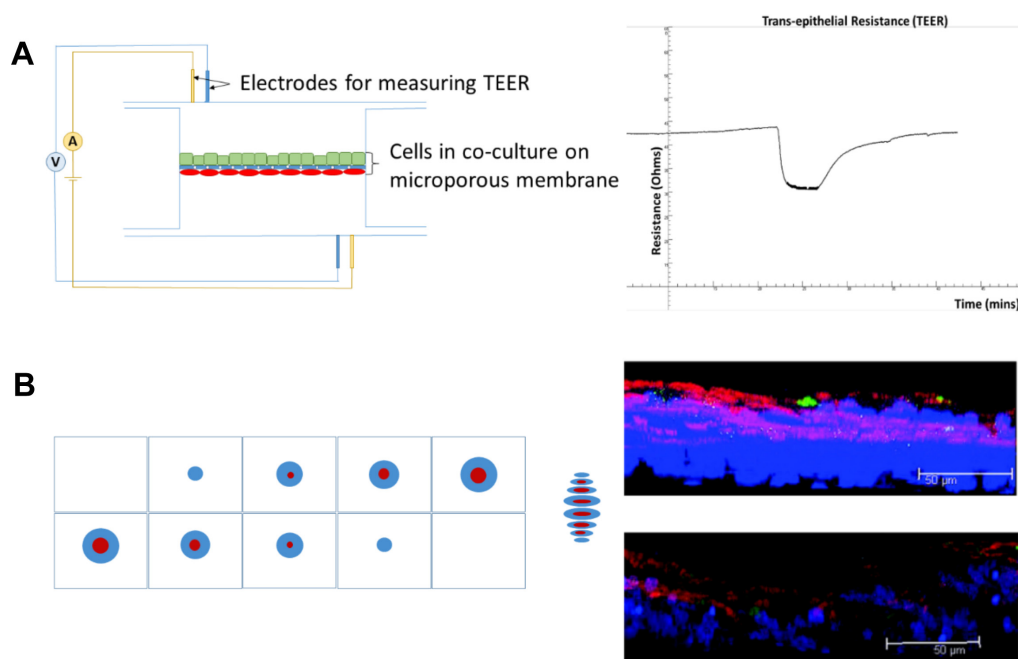 A
Electrodes for measuring TEER
A
V
Cells in co-culture on
microporous membrane
Trans-epithelial Resistance (TEER)
Resistance (Ohms)
Time (mins)
B
50 µm
50 µm